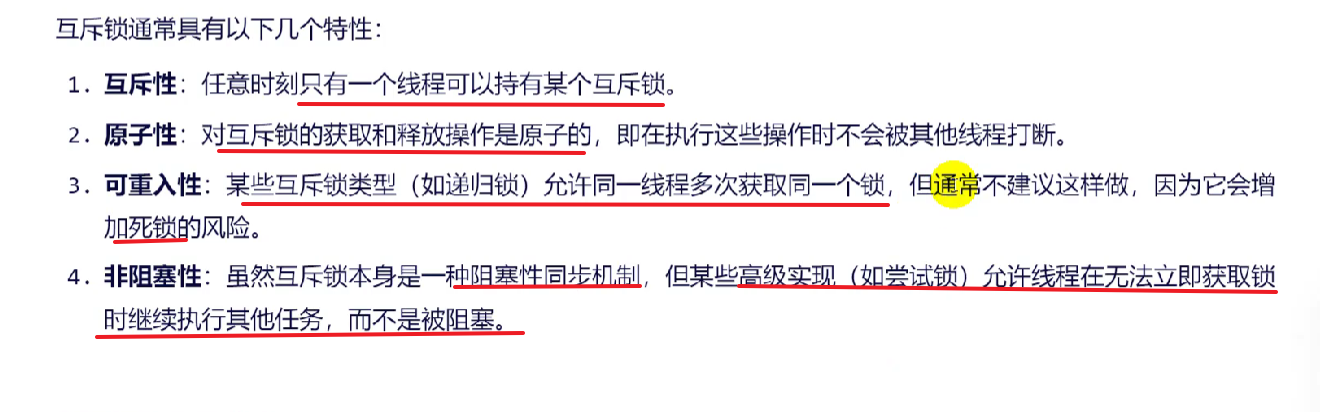 互斥锁通常具有以下几个特性：
1. 互斥性：任意时刻只有一个线程可以持有某个互斥锁。
2. 原子性：对互斥锁的获取和释放操作是原子的，即在执行这些操作时不会被其他线程打断。
3. 可重入性：某些互斥锁类型（如递归锁）允许同一线程多次获取同一个锁，但通常不建议这样做，因为它会增
加死锁的风险。
4. 非阻塞性：虽然互斥锁本身是一种阻塞性同步机制，但某些高级实现（如尝试锁）允许线程在无法立即获取锁
时继续执行其他任务，而不是被阻塞。